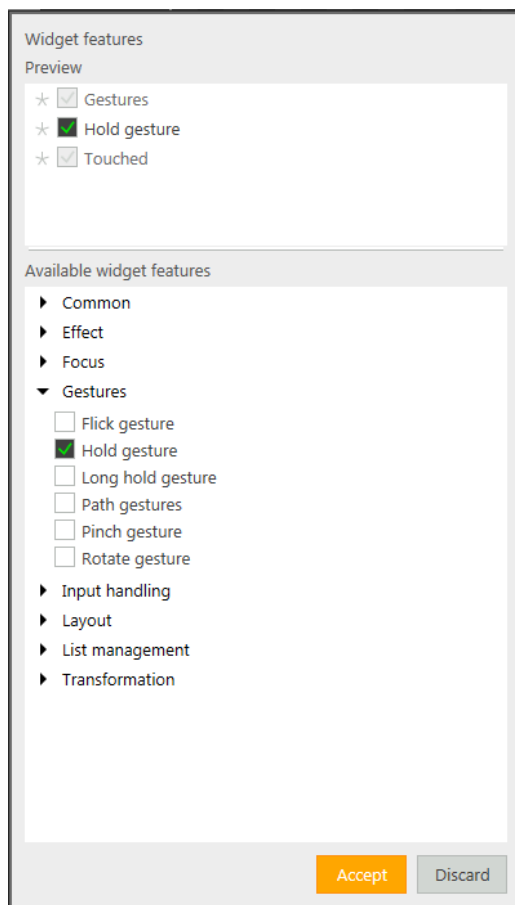 Widget features
Preview
Gestures
Hold gesture
Touched
Available widget features
Common
Effect
Focus
Gestures
Flick gesture
Hold gesture
Long hold gesture
Path gestures
Pinch gesture
Rotate gesture
Input handling
Layout
List management
Transformation
Accept Discard